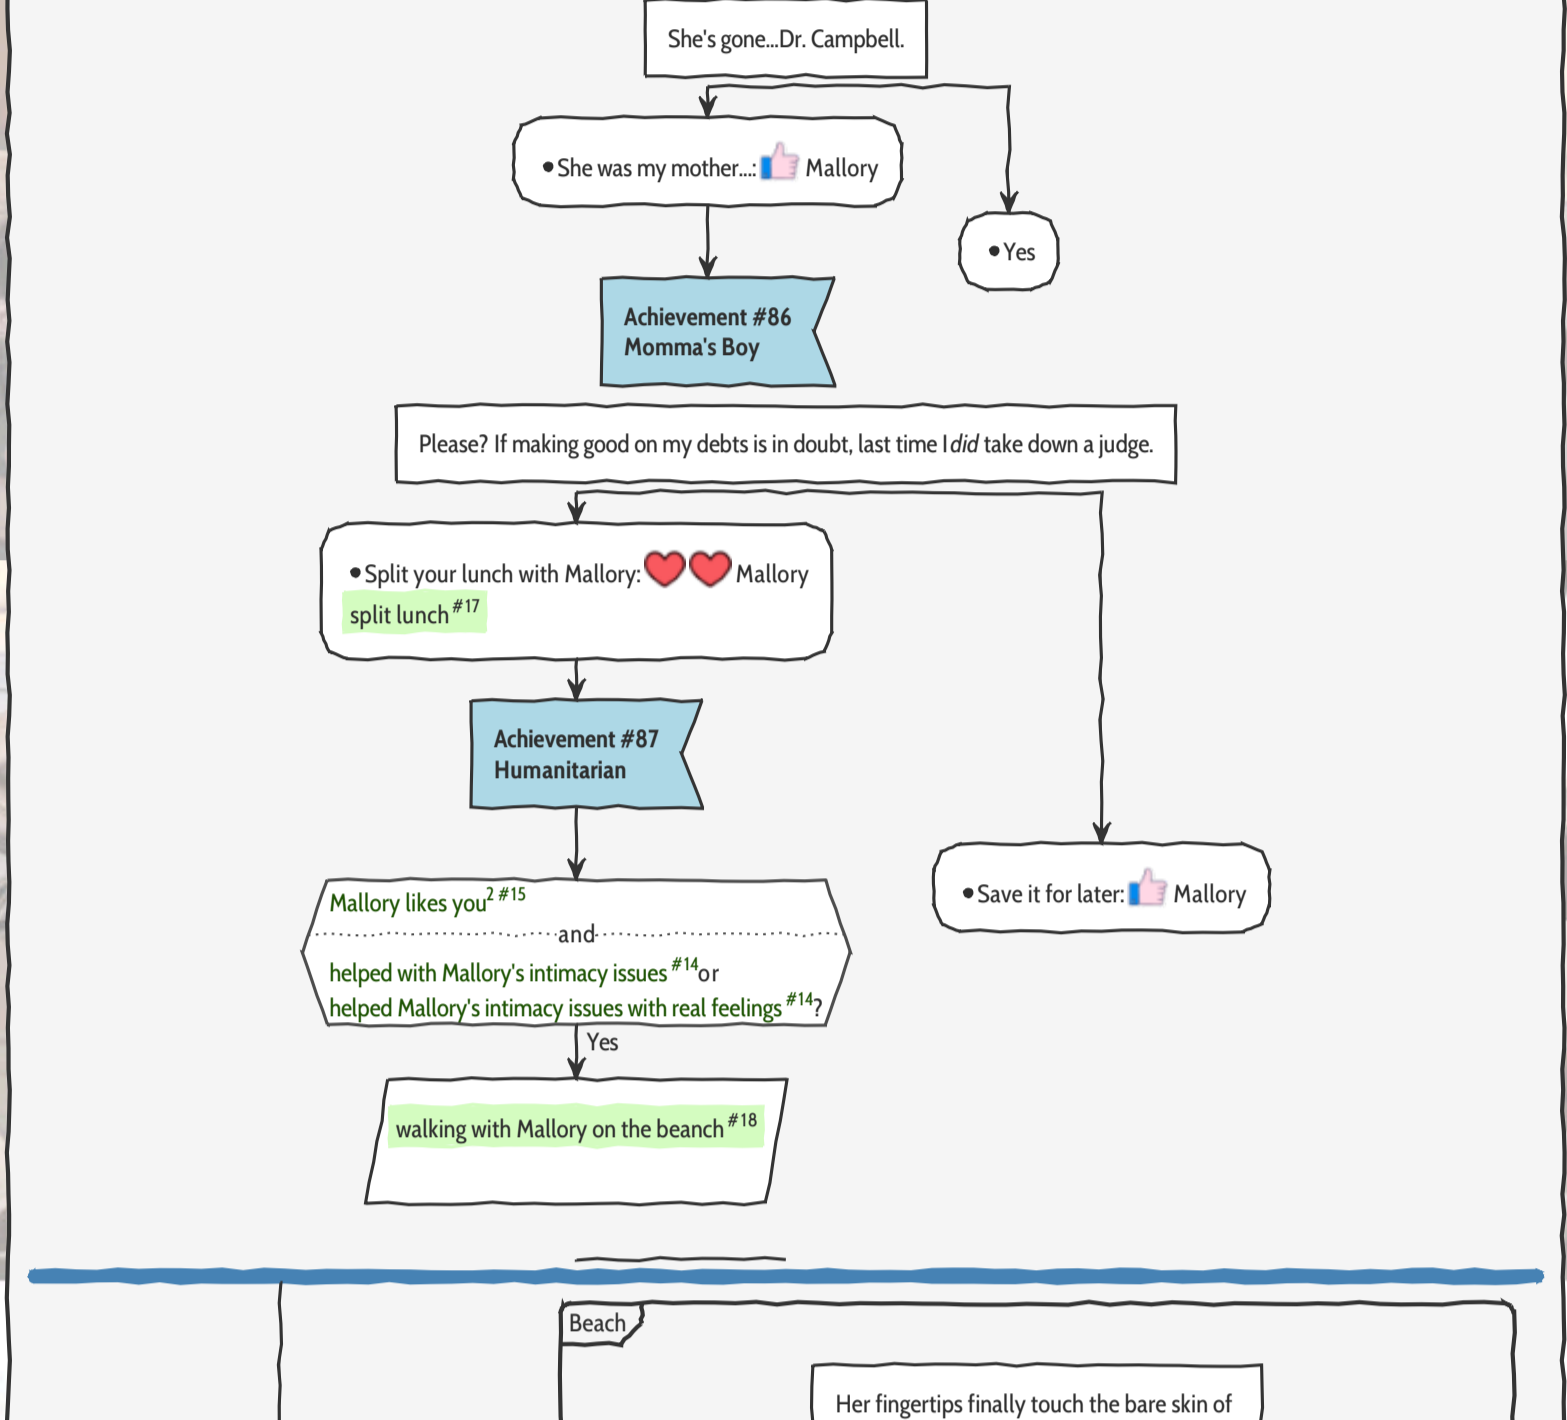 She's gone...Dr. Campbell.
•She was my mother...: Mallory
•Yes
Achievement #86
Momma's Boy
Please? If making good on my debts is in doubt, last time I did take down a judge.
•Split your lunch with Mallory: Mallory
split lunch #17
Achievement #87
Humanitarian
Mallory likes you2 #15
and
helped with Mallory's intimacy issues #14or
helped Mallory's intimacy issues with real feelings #14?
•Save it for later: Mallory
Yes
walking with Mallory on the beanch #18
Beach
Her fingertips finally touch the bare skin of